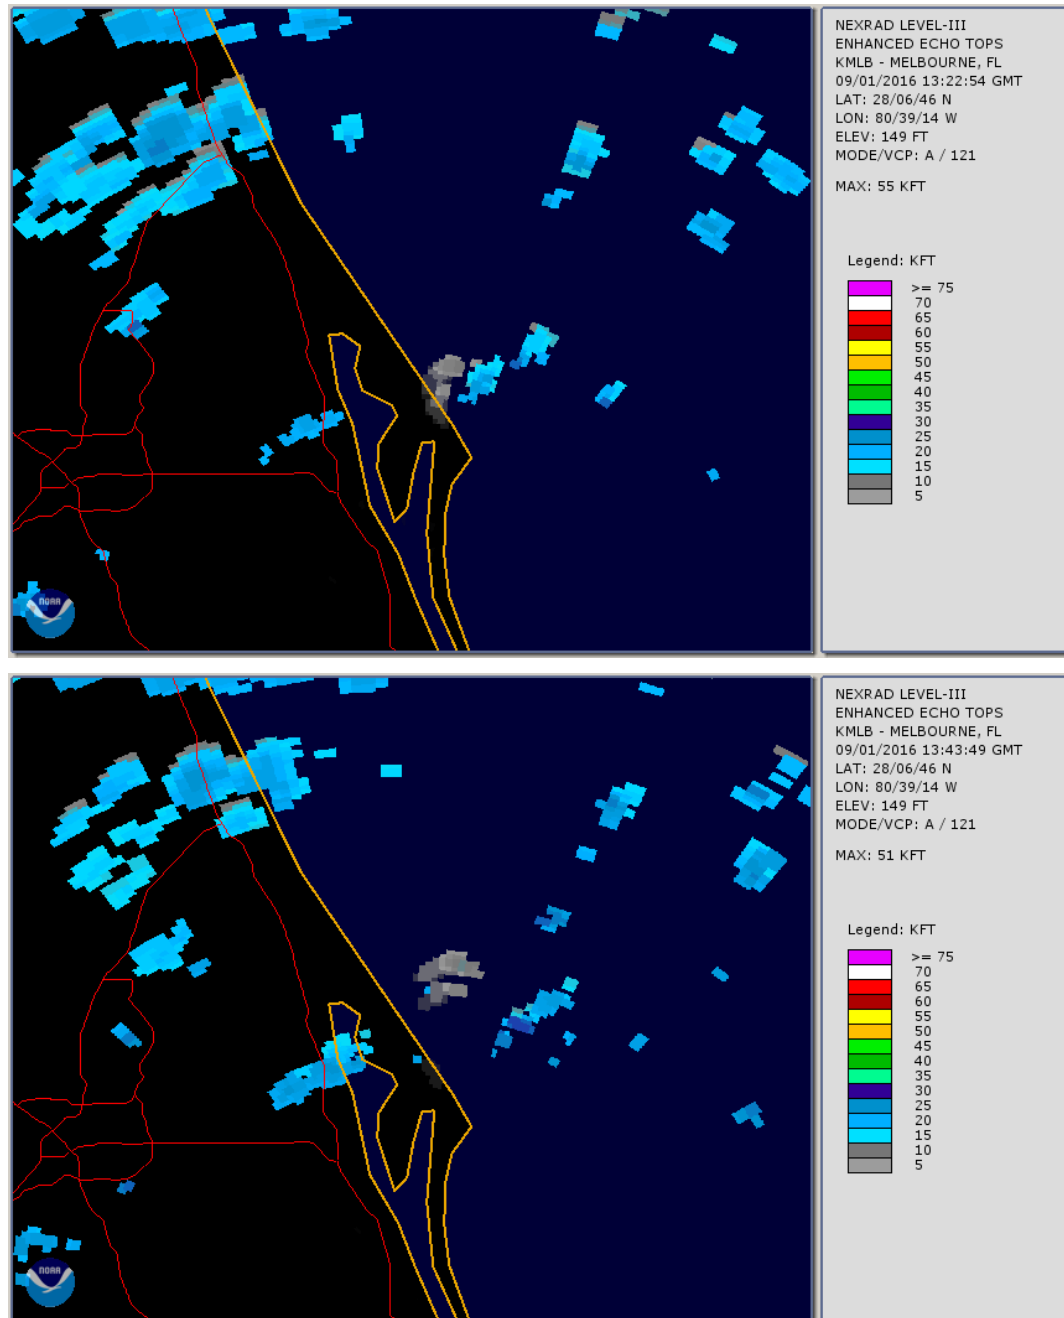 NEXRAD LEVEL-III
ENHANCED ECHO TOPS
KMLB - MELBOURNE, FL
09/01/2016 13:22:54 GMT
LAT: 28/06/46 N
LON: 80/39/14 W
ELEV: 149 FT
MODE/VCP: A / 121
MAX: 55 KFT
Legend: KFT
>= 75
70
65
60
55
50
45
40
35
30
25
20
15
10
5
NOAA
NEXRAD LEVEL-III
ENHANCED ECHO TOPS
KMLB - MELBOURNE, FL
09/01/2016 13:43:49 GMT
LAT: 28/06/46 N
LON: 80/39/14 W
ELEV: 149 FT
MODE/VCP: A / 121
MAX: 51 KFT
Legend: KFT
>= 75
70
65
60
55
50
45
40
35
30
25
20
15
10
5
NOAA